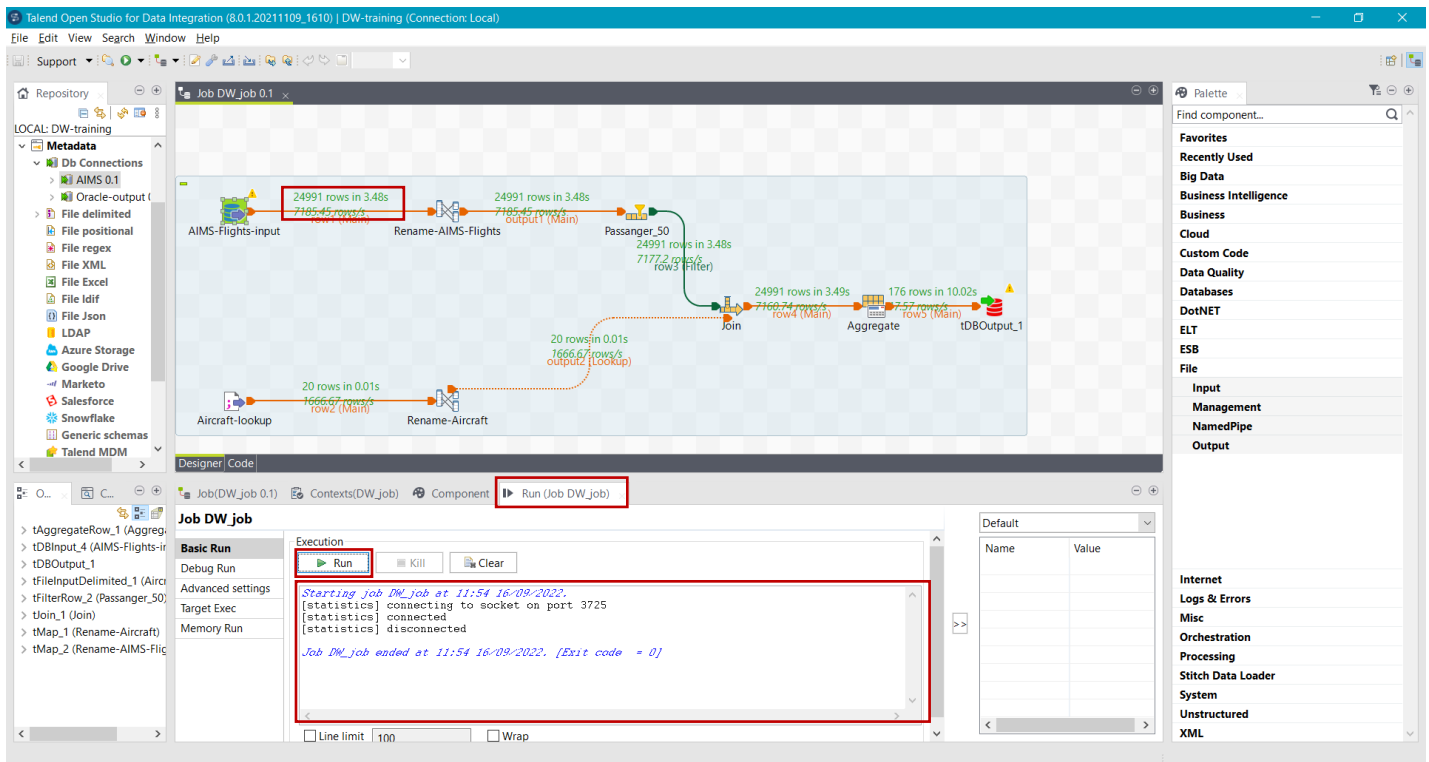 Talend Open Studio for Data Integration (8.0.1.20211109_1610) | DW-training (Connection: Local)
File Edit View Search Window Help
Support
Repository
LOCAL: DW-training
Metadata
Db Connections
AIMS 0.1
Oracle-output (
File delimited
File positional
File regex
File XML
File Excel
File ldif
File Json
LDAP
Azure Storage
Google Drive
Marketo
Salesforce
Snowflake
Generic schemas
Talend MDM
Job DW_job 0.1
24991 rows in 3.48s
7185.45 rows/s
row1 (Main)
AIMS-Flights-input
Rename-AIMS-Flights
24991 rows in 3.48s
7185.45 rows/s
output1 (Main)
Passanger_50
24991 rows in 3.48s
7177.2 rows/s
row3 (Filter)
Join
24991 rows in 3.49s
7160.74 rows/s
row4 (Main)
Aggregate
176 rows in 10.02s
17.57 rows/s
row5 (Main)
tDBOutput_1
20 rows in 0.01s
1666.67 rows/s
output2 (Lookup)
20 rows in 0.01s
1666.67 rows/s
row2 (Main)
Aircraft-lookup
Rename-Aircraft
Designer Code
Palette
Find component...
Favorites
Recently Used
Big Data
Business Intelligence
Business
Cloud
Custom Code
Data Quality
Databases
DotNET
ELT
ESB
File
Input
Management
NamedPipe
Output
Internet
Logs & Errors
Misc
Orchestration
Processing
Stitch Data Loader
System
Unstructured
XML
O... C...
tAggregateRow_1 (Aggreg
tDBInput_4 (AIMS-Flights-ir
tDBOutput_1
tFileInputDelimited_1 (Aircr
tFilterRow_2 (Passanger_50)
tJoin_1 (Join)
tMap_1 (Rename-Aircraft)
tMap_2 (Rename-AIMS-Flig
Job(DW_job 0.1) Contexts(DW_job) Component Run (Job DW_job)
Job DW_job
Basic Run
Debug Run
Advanced settings
Target Exec
Memory Run
Execution
Run Kill Clear
Starting job DW_job at 11:54 16/09/2022.
[statistics] connecting to socket on port 3725
[statistics] connected
[statistics] disconnected
Job DW_job ended at 11:54 16/09/2022. [Exit code = 0]
Line limit 100 Wrap
>>
Default
Name Value